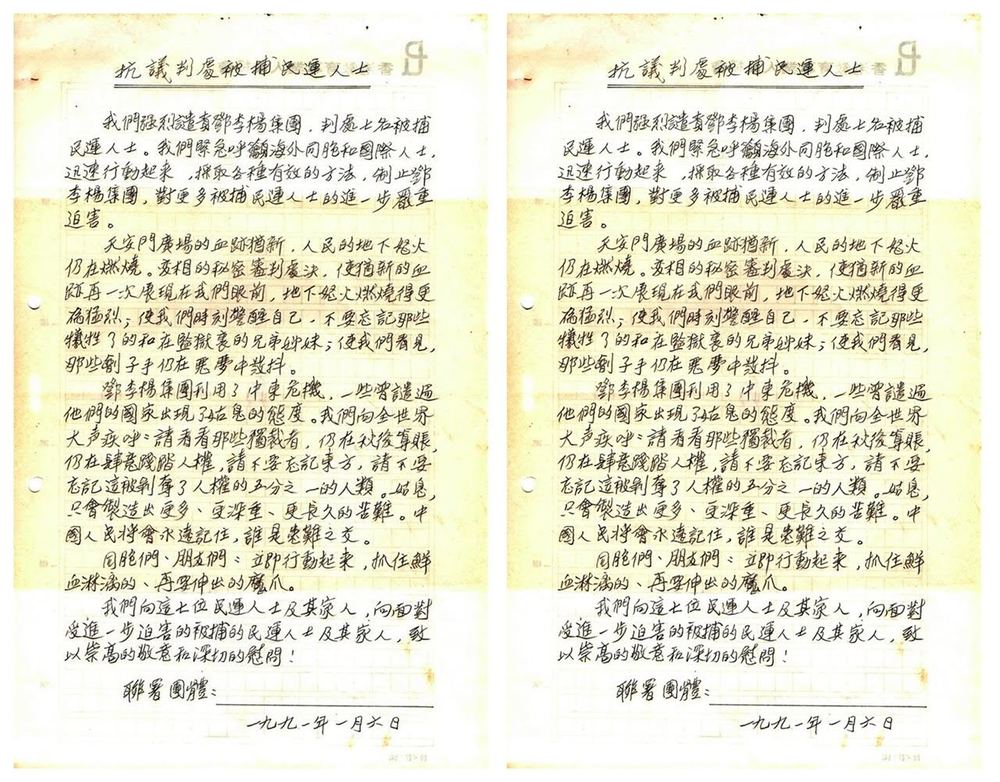 抗議判處被捕民運人士
我們強烈譴責鄧李楊集團，判處七名被捕
民運人士。我們緊急呼籲海外同胞和國際人士，
迅速行動起來，採取各種有效的方法，制止鄧
李楊集團，對更多被捕民運人士的進一步嚴重
迫害。
天安門廣場的血跡猶新，人民的地下怒火
仍在燃燒。变相的秘密審判處決，使猶新的血
跡再一次展現在我們眼前，地下怒火燃燒得更
為猛烈；使我們時刻警醒自己，不要忘記那些
犧牲了的和在監獄裏的兄弟姊妹；使我們看見，
那些劊子手仍在惡夢中發抖。
鄧李楊集團利用了中東危機，一些曾譴過
他們的國家出現了姑息的態度。我們向全世界
大声疾呼：請看看那些獨裁者，仍在秋後算賬，
仍在肆意踐踏人權，請不要忘記東方，請不要
忘記這被剝奪了人權的五分之一的人類。姑息，
只會製造出更多、更深重、更長久的苦難。中
國人民將會永遠記住，誰是患難之交。
同胞們、朋友們：立即行動起來，抓住鮮
血淋漓的、再要伸出的魔爪。
我們向這七位民運人士及其家人，向面對
受進一步迫害的被捕的民運人士及其家人，致
以崇高的敬意和深切的慰問！
聯署團體：
一九九一年一月六日
抗議判處被捕民運人士
我們強烈譴責鄧李楊集團，判處七名被捕
民運人士。我們緊急呼籲海外同胞和國際人士，
迅速行動起來，採取各種有效的方法，制止鄧
李楊集團，對更多被捕民運人士的進一步嚴重
迫害。
天安門廣場的血跡猶新，人民的地下怒火
仍在燃燒。变相的秘密審判處決，使猶新的血
跡再一次展現在我們眼前，地下怒火燃燒得更
為猛烈；使我們時刻警醒自己，不要忘記那些
犧牲了的和在監獄裏的兄弟姊妹；使我們看見，
那些劊子手仍在惡夢中發抖。
鄧李楊集團利用了中東危機，一些曾譴過
他們的國家出現了姑息的態度。我們向全世界
大声疾呼：請看看那些獨裁者，仍在秋後算賬，
仍在肆意踐踏人權，請不要忘記東方，請不要
忘記這被剝奪了人權的五分之一的人類。姑息，
只會製造出更多、更深重、更長久的苦難。中
國人民將會永遠記住，誰是患難之交。
同胞們、朋友們：立即行動起來，抓住鮮
血淋漓的、再要伸出的魔爪。
我們向這七位民運人士及其家人，向面對
受進一步迫害的被捕的民運人士及其家人，致
以崇高的敬意和深切的慰問！
聯署團體：
一九九一年一月六日